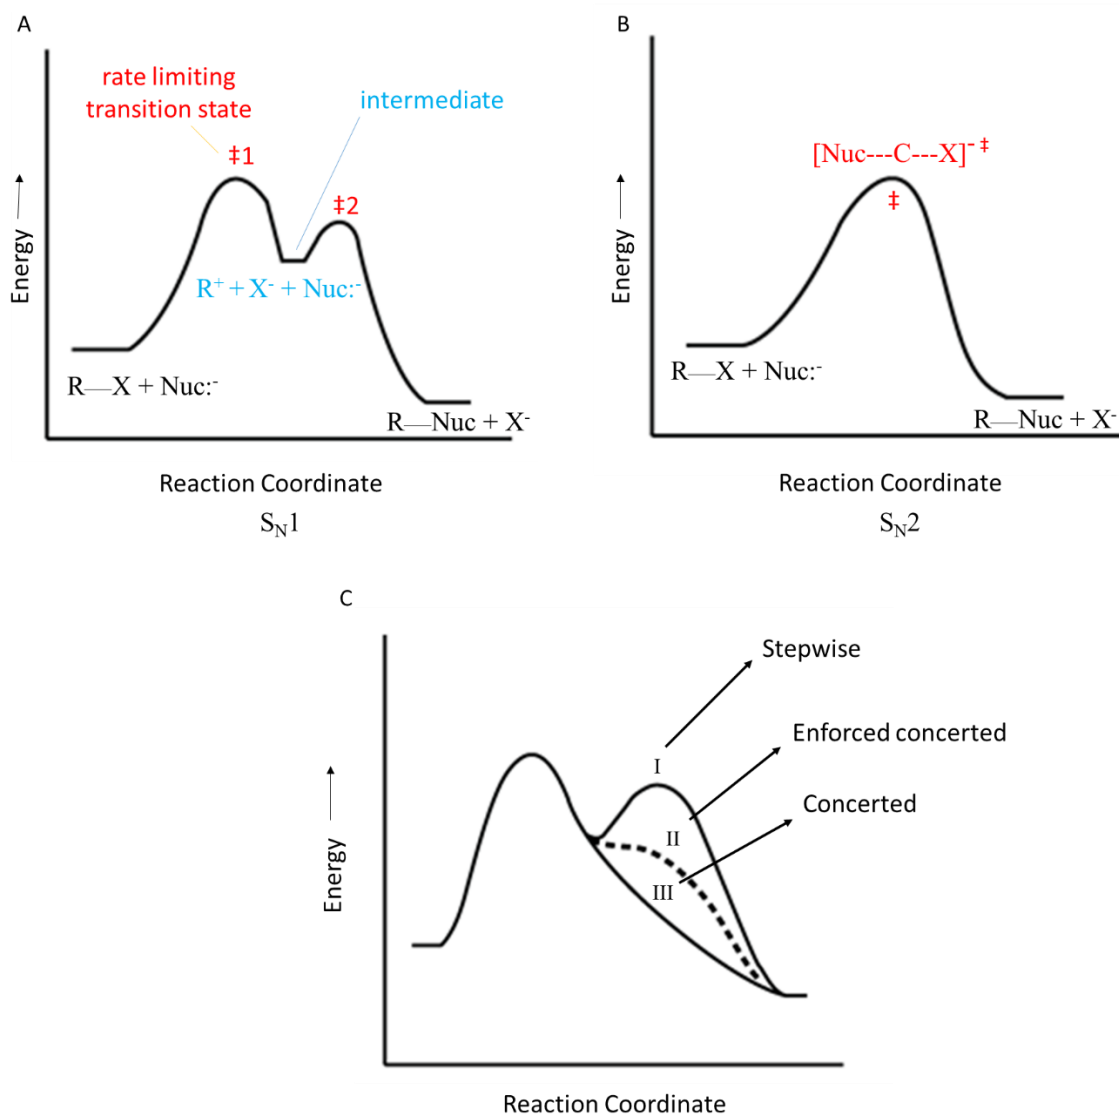 A
rate limiting
transition state
intermediate
‡1
‡2
Energy
R⁺ + X⁻ + Nuc:⁻
R—X + Nuc:⁻
R—Nuc + X⁻
Reaction Coordinate
Sₙ1
B
[Nuc---C---X]⁻ ‡
‡
Energy
R—X + Nuc:⁻
R—Nuc + X⁻
Reaction Coordinate
Sₙ2
C
Stepwise
Enforced concerted
Concerted
I
II
III
Energy
Reaction Coordinate